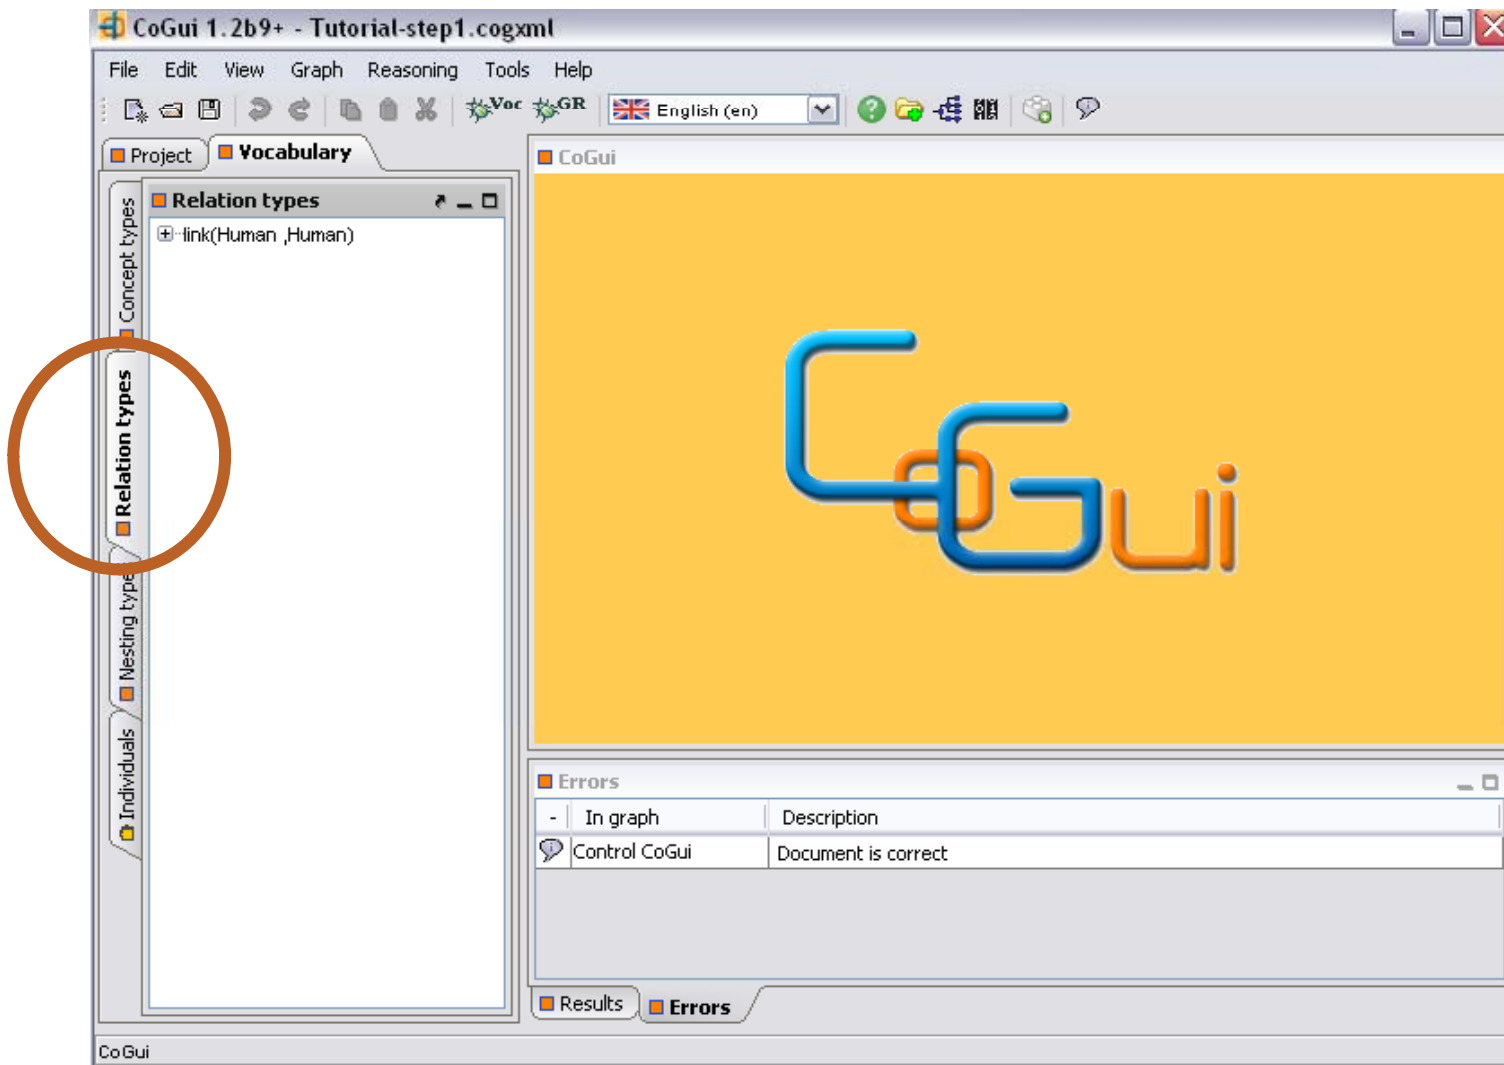 CoGui 1.2b9+ - Tutorial-step1.cogxml
File Edit View Graph Reasoning Tools Help
Voc GR English (en)
Project Vocabulary
CoGui
Concept types
Relation types
Nesting type
Individuals
Relation types
link(Human ,Human)
CoGui
Errors
- In graph Description
Control CoGui Document is correct
Results Errors
CoGui